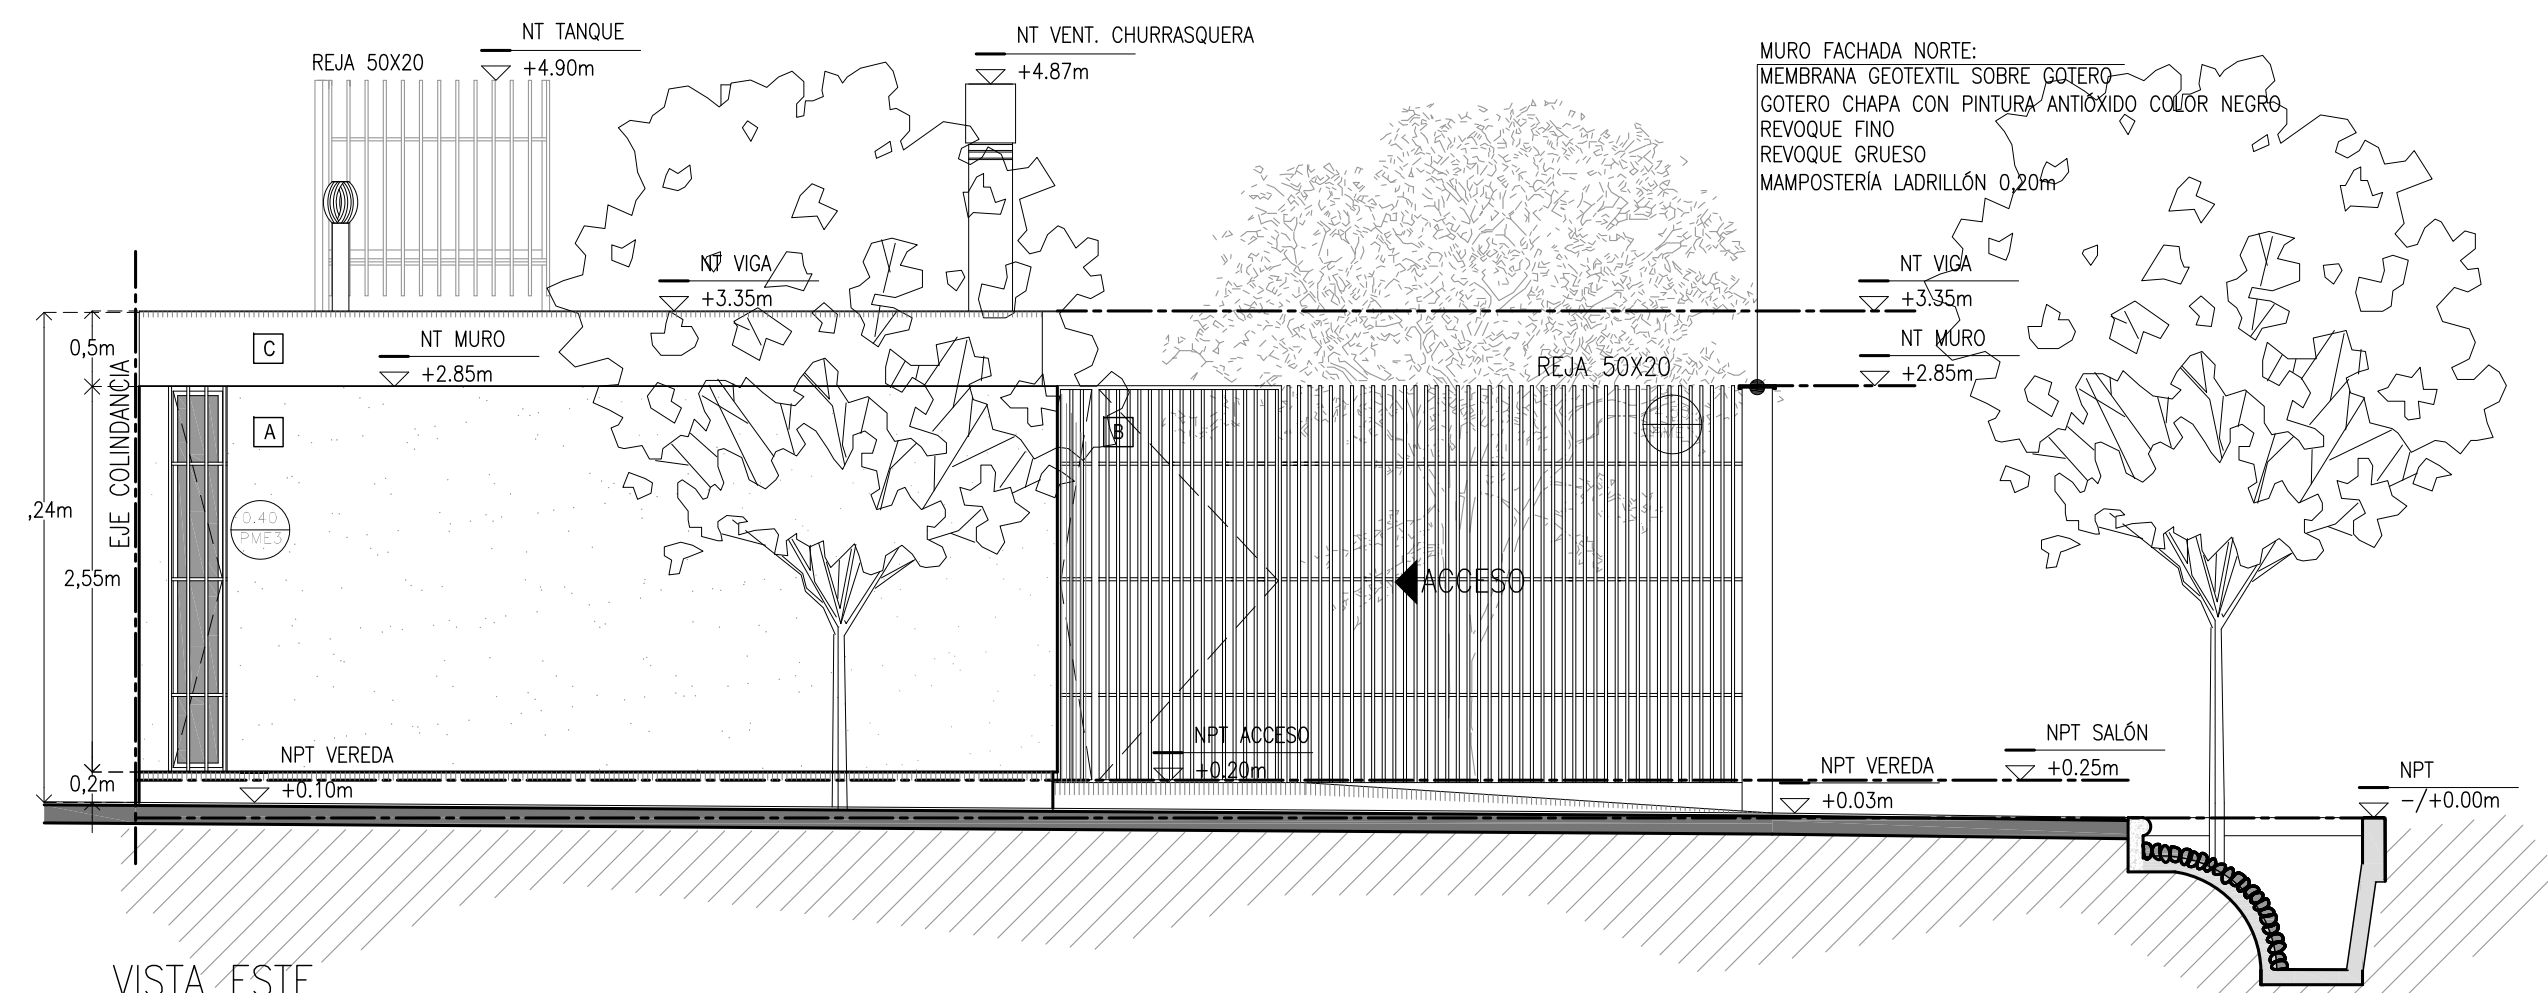 NT TANQUE
+4.90m
REJA 50X20
NT VENT. CHURRASQUERA
+4.87m
MURO FACHADA NORTE:
MEMBRANA GEOTEXTIL SOBRE GOTERO
GOTERO CHAPA CON PINTURA ANTIÓXIDO COLOR NEGRO
REVOQUE FINO
REVOQUE GRUESO
MAMPOSTERÍA LADRILLÓN 0,20m
NT VIGA
+3.35m
NT VIGA
+3.35m
0,5m
C
NT MURO
+2.85m
NT MURO
+2.85m
REJA 50X20
A
B
EJE COLINDANCIA
,24m
0.40
PME3
2,55m
ACCESO
NPT VEREDA
+0.10m
0,2m
NPT ACCESO
+0.20m
NPT SALÓN
+0.25m
NPT VEREDA
+0.03m
NPT
-/+0.00m
VISTA ESTE